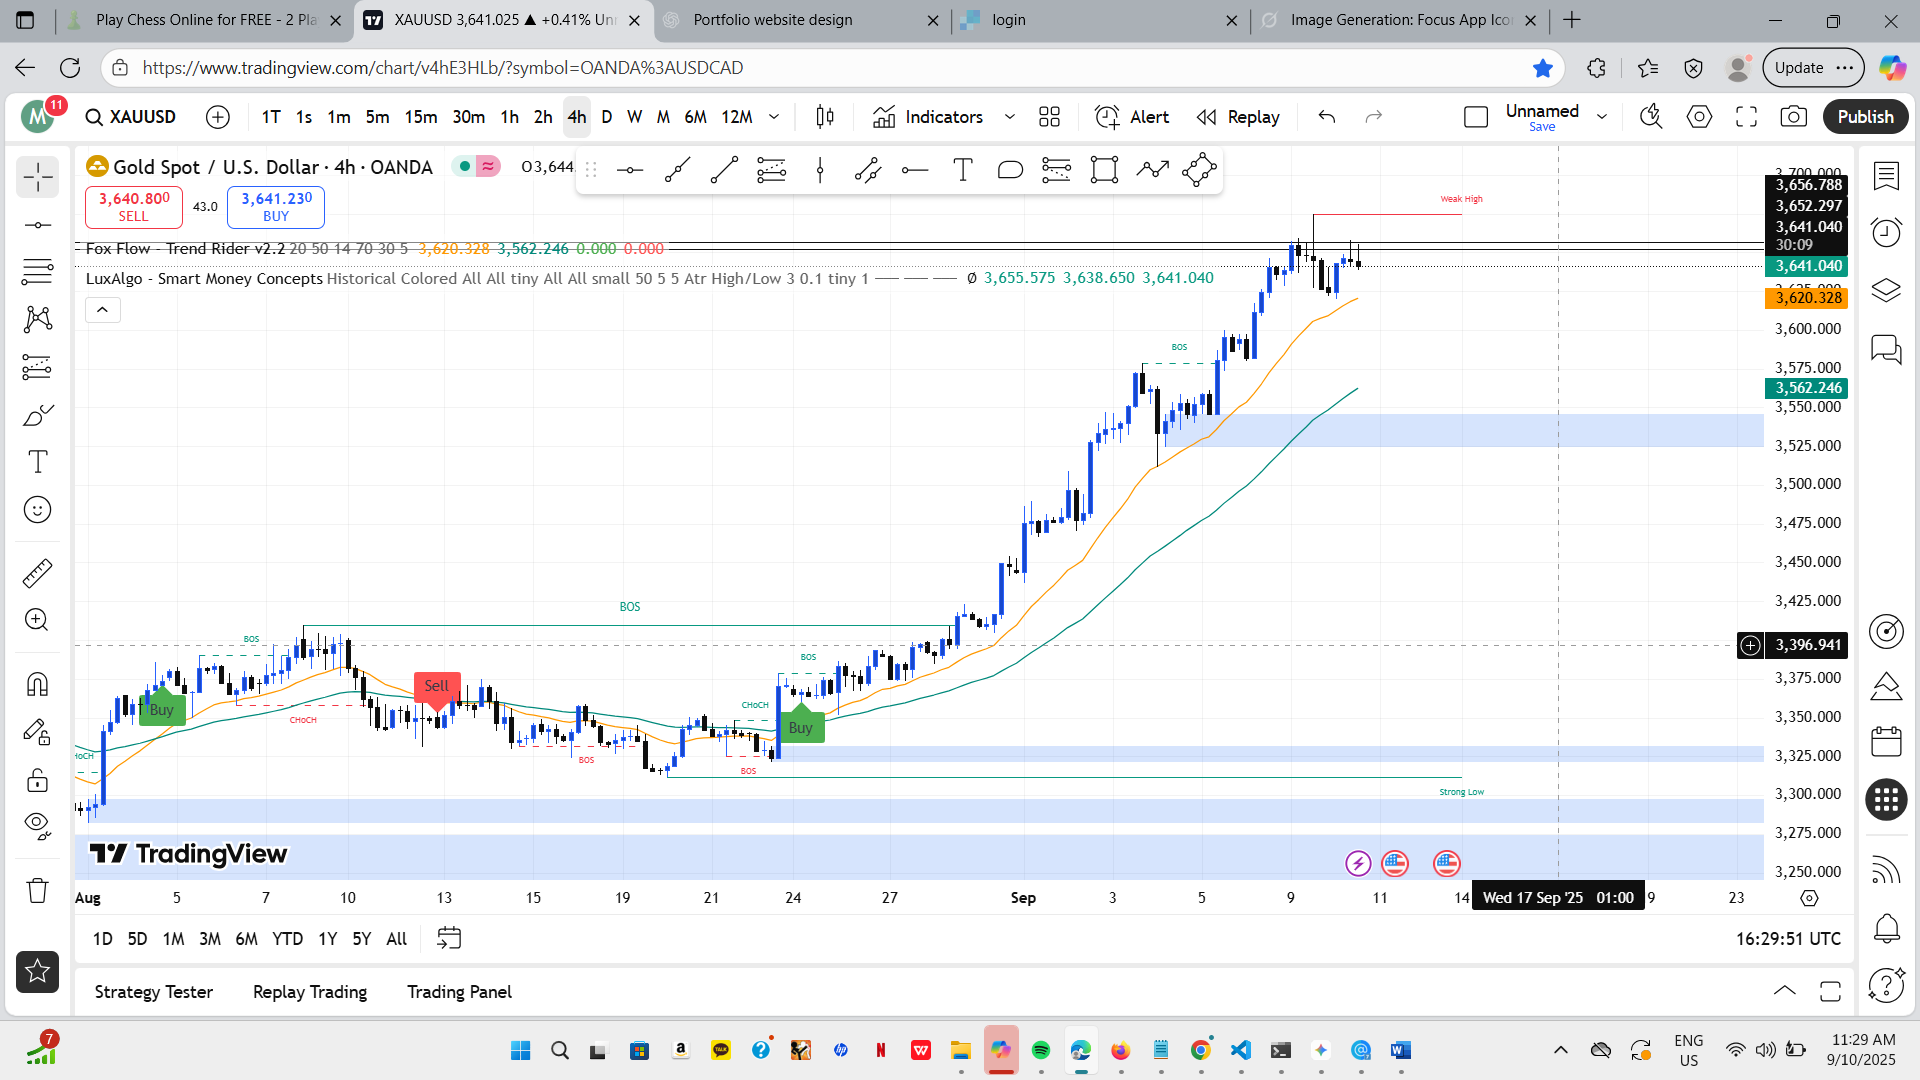 Play Chess Online for FREE - 2 Pla
XAUUSD 3,641.025 ▲ +0.41% Unn
Portfolio website design
login
Image Generation: Focus App Icon
https://www.tradingview.com/chart/v4hE3HLb/?symbol=OANDA%3AUSDCAD
Update
M
11
XAUUSD
1T 1s 1m 5m 15m 30m 1h 2h 4h D W M 6M 12M
Indicators
Alert
Replay
Unnamed
Save
Publish
Gold Spot / U.S. Dollar · 4h · OANDA
O3,644.
3,640.800
SELL
43.0
3,641.230
BUY
Fox Flow - Trend Rider v2.2 20 50 14 70 30 5 3,620.328 3,562.246 0.000 0.000
LuxAlgo - Smart Money Concepts Historical Colored All All tiny All All small 50 5 5 Atr High/Low 3 0.1 tiny 1 Ø 3,655.575 3,638.650 3,641.040
Weak High
BOS
BOS
BOS
BOS
Sell
Buy
CHoCH
CHoCH
Buy
BOS
BOS
HoCH
Strong Low
3,700.000
3,656.788
3,652.297
3,641.040
30:09
3,641.040
3,625.000
3,620.328
3,600.000
3,575.000
3,562.246
3,550.000
3,525.000
3,500.000
3,475.000
3,450.000
3,425.000
3,396.941
3,375.000
3,350.000
3,325.000
3,300.000
3,275.000
3,250.000
TradingView
Aug 5 7 10 13 15 19 21 24 27 Sep 3 5 9 11 14 Wed 17 Sep '25 01:00 9 23
1D 5D 1M 3M 6M YTD 1Y 5Y All
16:29:51 UTC
Strategy Tester
Replay Trading
Trading Panel
7
ENG
US
11:29 AM
9/10/2025